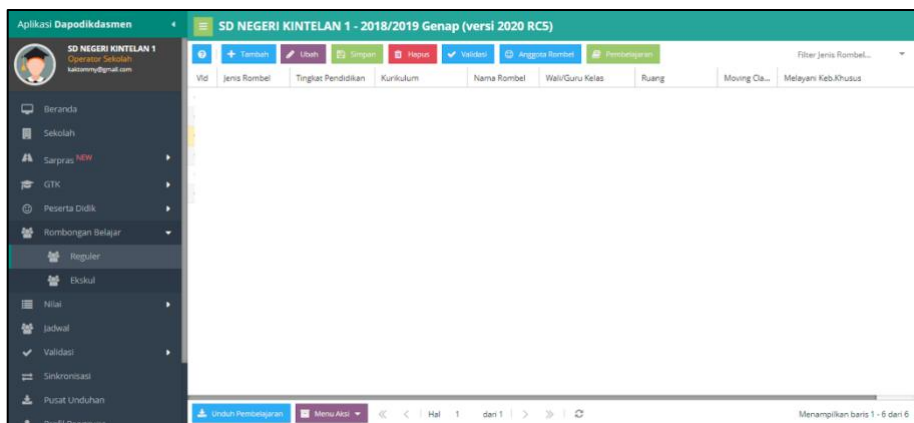 Aplikasi Dapodikdasmen
SD NEGERI KINTELAN 1 - 2018/2019 Genap (versi 2020 RC5)
SD NEGERI KINTELAN 1
Operator Sekolah
kaktommy@gmail.com
Tambah
Ubah
Simpan
Hapus
Validasi
Anggota Rombel
Pembelajaran
Filter Jenis Rombel...
Vld
Jenis Rombel
Tingkat Pendidikan
Kurikulum
Nama Rombel
Wali/Guru Kelas
Ruang
Moving Cla...
Melayani Keb.Khusus
Beranda
Sekolah
Sarpras NEW
GTK
Peserta Didik
Rombongan Belajar
Reguler
Ekskul
Nilai
Jadwal
Validasi
Sinkronisasi
Pusat Unduhan
Unduh Pembelajaran
Menu Aksi
Hal 1 dari 1
Menampilkan baris 1 - 6 dari 6